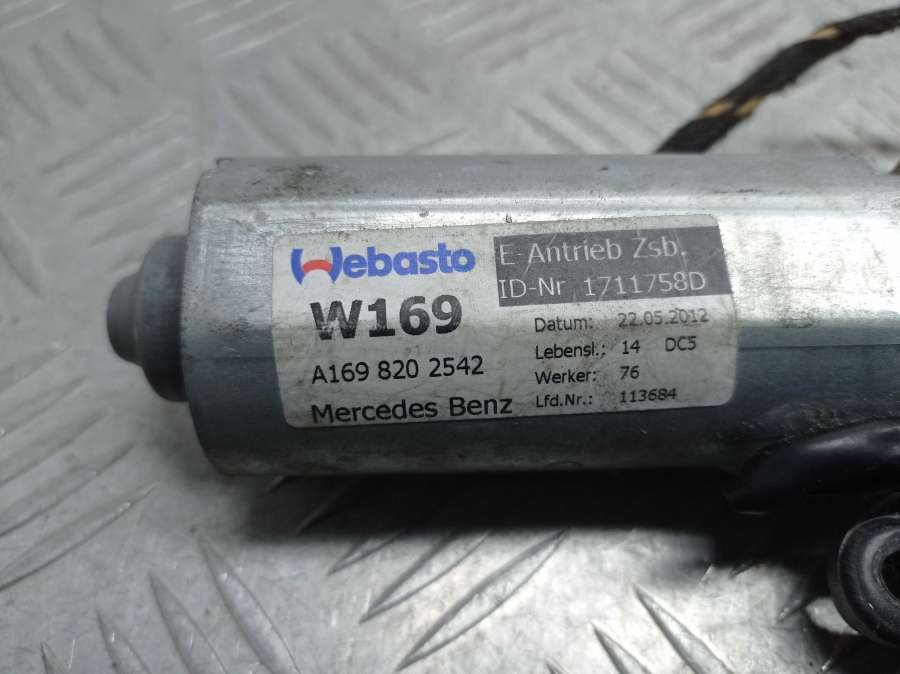 Webasto
W169
A169 820 2542
Mercedes Benz
E-Antrieb Zsb.
ID-Nr 1711758D
Datum: 22.05.2012
Lebensl.: 14 DC5
Werker: 76
Lfd.Nr.: 113684